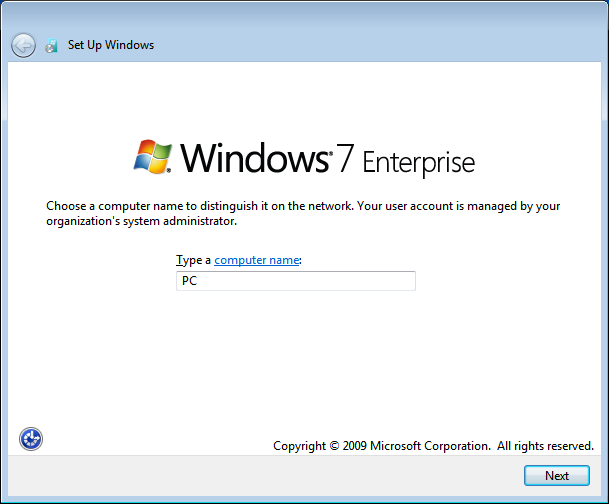 Set Up Windows
Windows® 7 Enterprise
Choose a computer name to distinguish it on the network. Your user account is managed by your
organization's system administrator.
Type a computer name:
PC
Copyright © 2009 Microsoft Corporation. All rights reserved.
Next